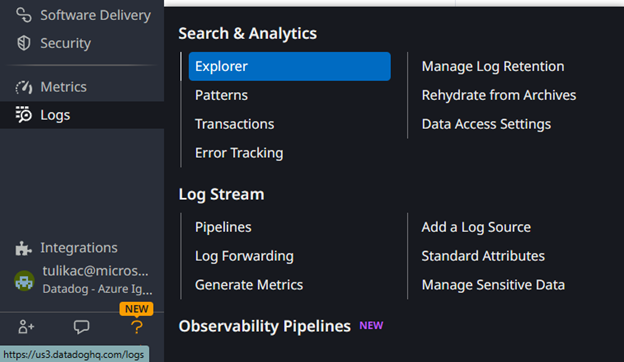 Software Delivery
Security
Metrics
Logs
Integrations
tulikac@micros...
Datadog - Azure Ig...
NEW
https://us3.datadoghq.com/logs
Search & Analytics
Explorer
Patterns
Transactions
Error Tracking
Manage Log Retention
Rehydrate from Archives
Data Access Settings
Log Stream
Pipelines
Log Forwarding
Generate Metrics
Add a Log Source
Standard Attributes
Manage Sensitive Data
Observability Pipelines NEW